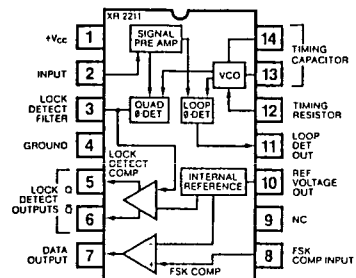 XR 2211
+VCC 1
INPUT 2
LOCK DETECT FILTER 3
GROUND 4
LOCK DETECT OUTPUTS
Q 5
Q̅ 6
DATA OUTPUT 7
SIGNAL PRE AMP
QUAD Ø-DET
LOOP Ø-DET
VCO
LOCK DETECT COMP
INTERNAL REFERENCE
FSK COMP
-
+
14
13
TIMING CAPACITOR
12 TIMING RESISTOR
11 LOOP DET OUT
10 REF VOLTAGE OUT
9 NC
8 FSK COMP INPUT